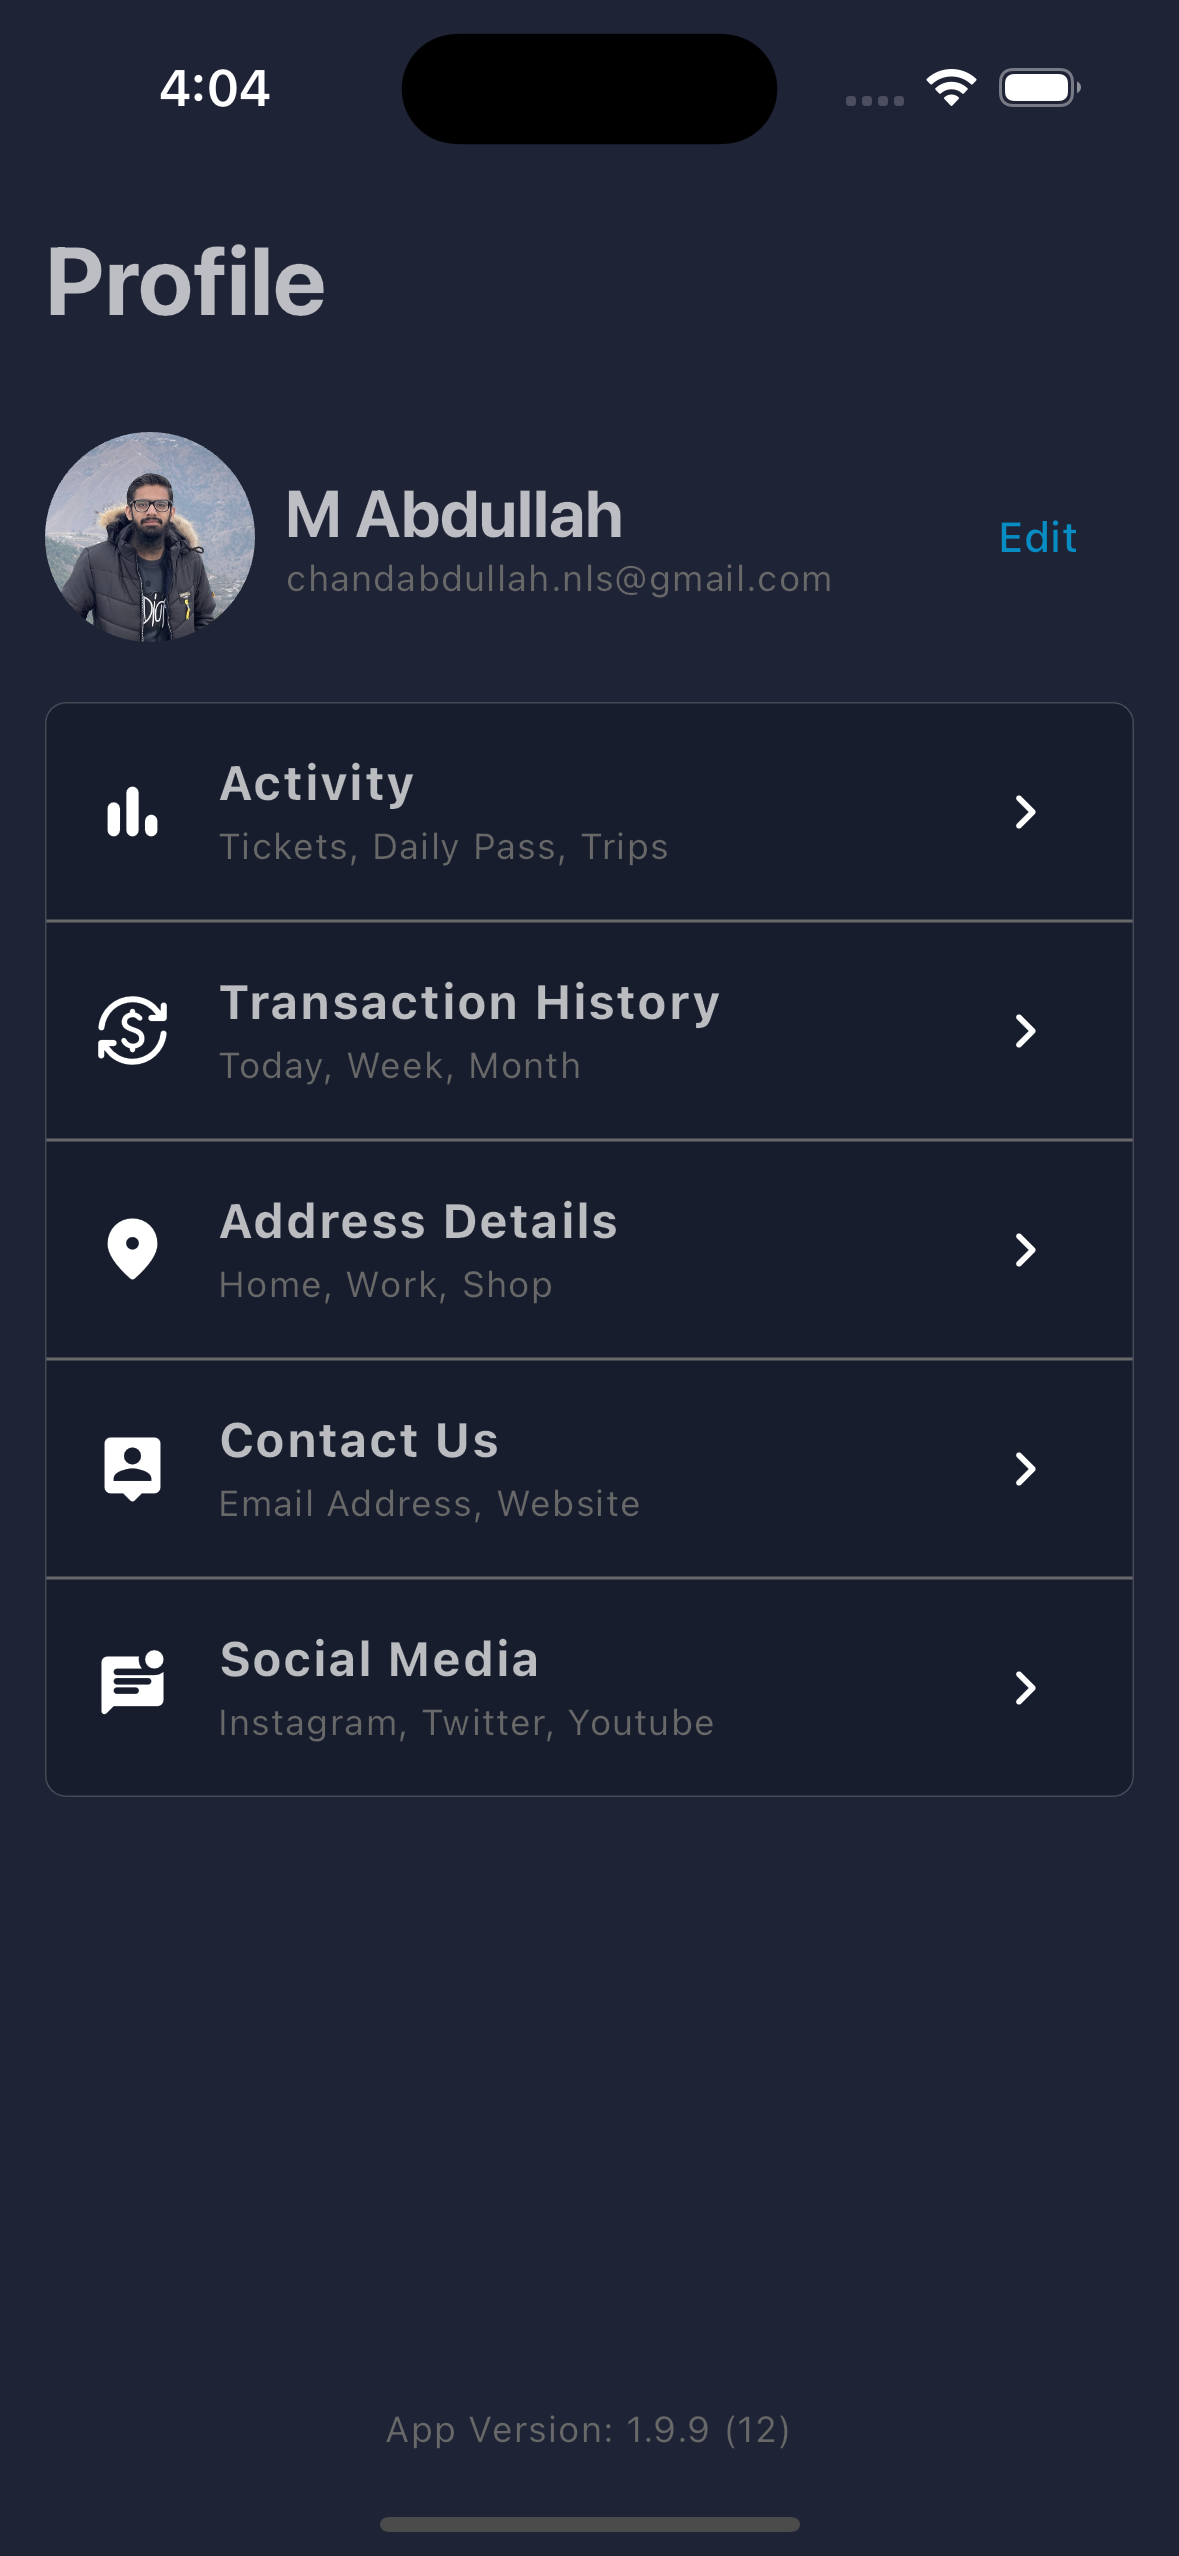 4:04
Profile
M Abdullah
chandabdullah.nls@gmail.com
Edit
Activity
Tickets, Daily Pass, Trips
Transaction History
Today, Week, Month
Address Details
Home, Work, Shop
Contact Us
Email Address, Website
Social Media
Instagram, Twitter, Youtube
App Version: 1.9.9 (12)